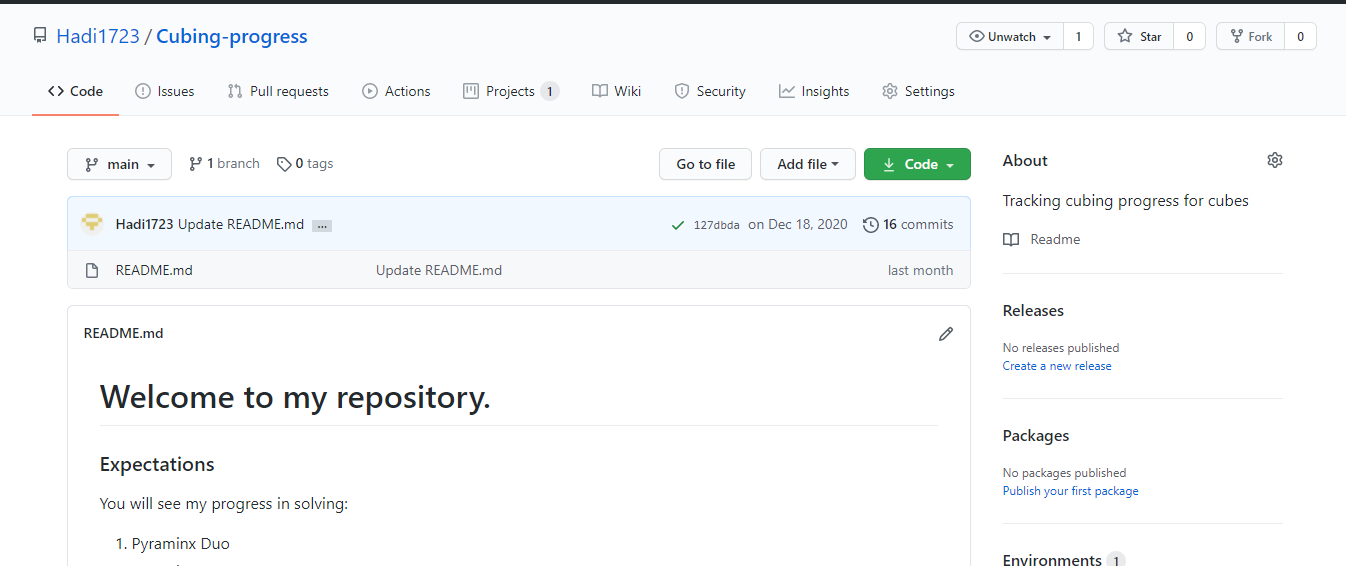 Hadi1723 / Cubing-progress
Unwatch 1 Star 0 Fork 0
Code Issues Pull requests Actions Projects 1 Wiki Security Insights Settings
main 1 branch 0 tags Go to file Add file Code
Hadi1723 Update README.md ... 127dbda on Dec 18, 2020 16 commits
README.md Update README.md last month
README.md
Welcome to my repository.
Expectations
You will see my progress in solving:
1. Pyraminx Duo
About
Tracking cubing progress for cubes
Readme
Releases
No releases published
Create a new release
Packages
No packages published
Publish your first package
Environments 1